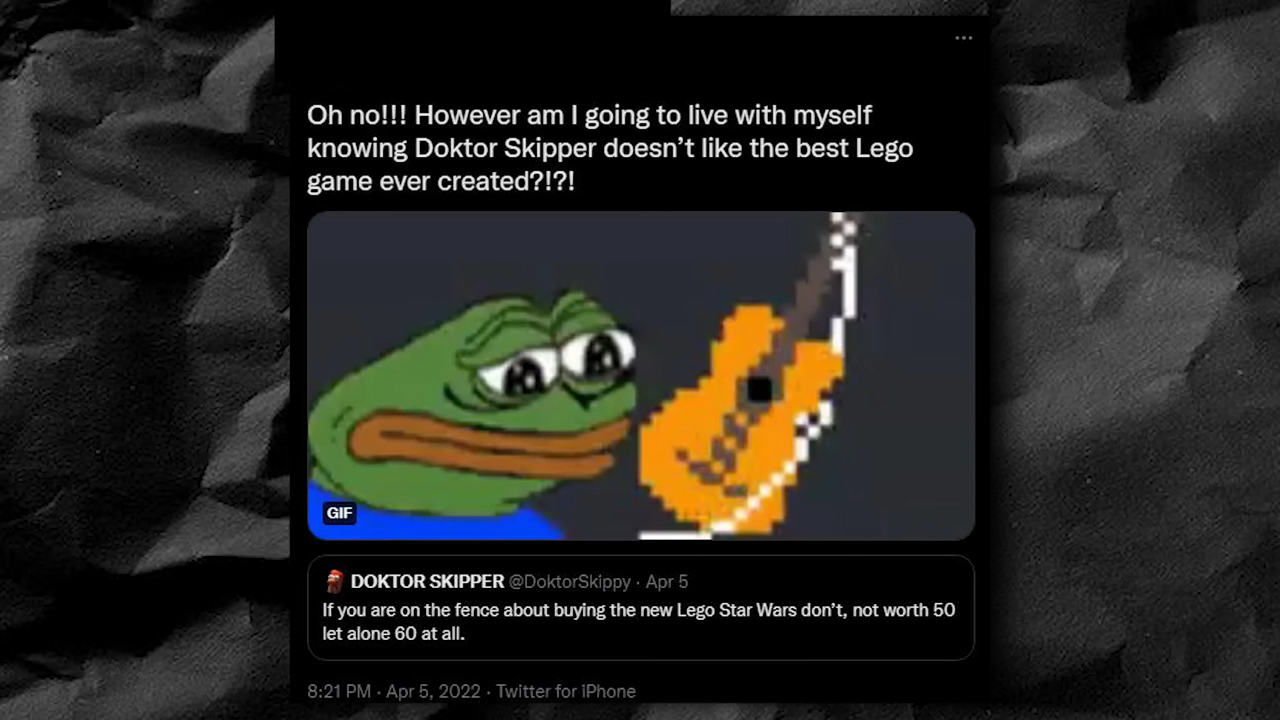 Oh no!!! However am I going to live with myself
knowing Doktor Skipper doesn’t like the best Lego
game ever created?!?!
GIF
DOKTOR SKIPPER @DoktorSkippy · Apr 5
If you are on the fence about buying the new Lego Star Wars don’t, not worth 50
let alone 60 at all.
8:21 PM · Apr 5, 2022 · Twitter for iPhone